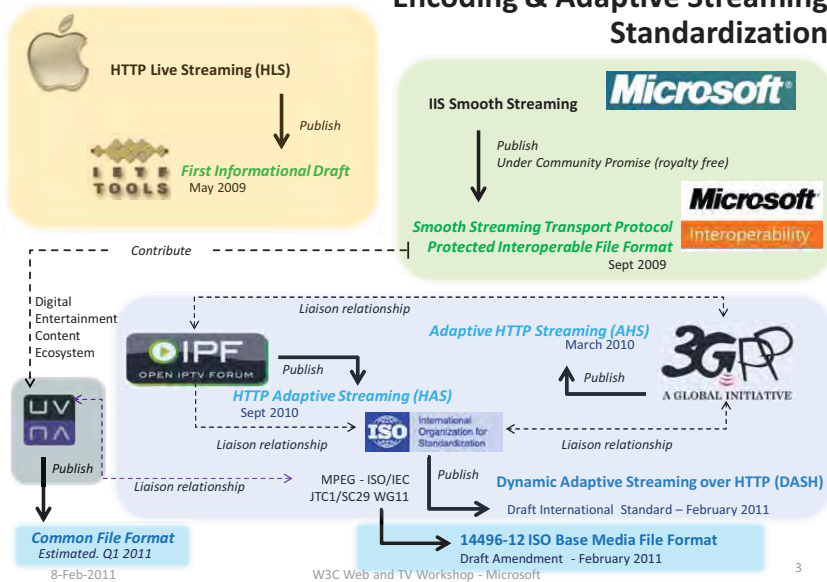 Encoding & Adaptive Streaming
Standardization
HTTP Live Streaming (HLS)
Publish
IETF
TOOLS
First Informational Draft
May 2009
IIS Smooth Streaming
Microsoft®
Publish
Under Community Promise (royalty free)
Microsoft
Interoperability
Smooth Streaming Transport Protocol
Protected Interoperable File Format
Sept 2009
Contribute
Digital
Entertainment
Content
Ecosystem
Liaison relationship
OIPF
OPEN IPTV FORUM
Publish
Adaptive HTTP Streaming (AHS)
March 2010
Publish
3GPP
A GLOBAL INITIATIVE
HTTP Adaptive Streaming (HAS)
Sept 2010
UV
Publish
Liaison relationship
ISO
International
Organization for
Standardization
Liaison relationship
Liaison relationship
MPEG - ISO/IEC
JTC1/SC29 WG11
Publish
Dynamic Adaptive Streaming over HTTP (DASH)
Draft International Standard – February 2011
Common File Format
Estimated. Q1 2011
14496-12 ISO Base Media File Format
Draft Amendment - February 2011
8-Feb-2011
W3C Web and TV Workshop - Microsoft
3